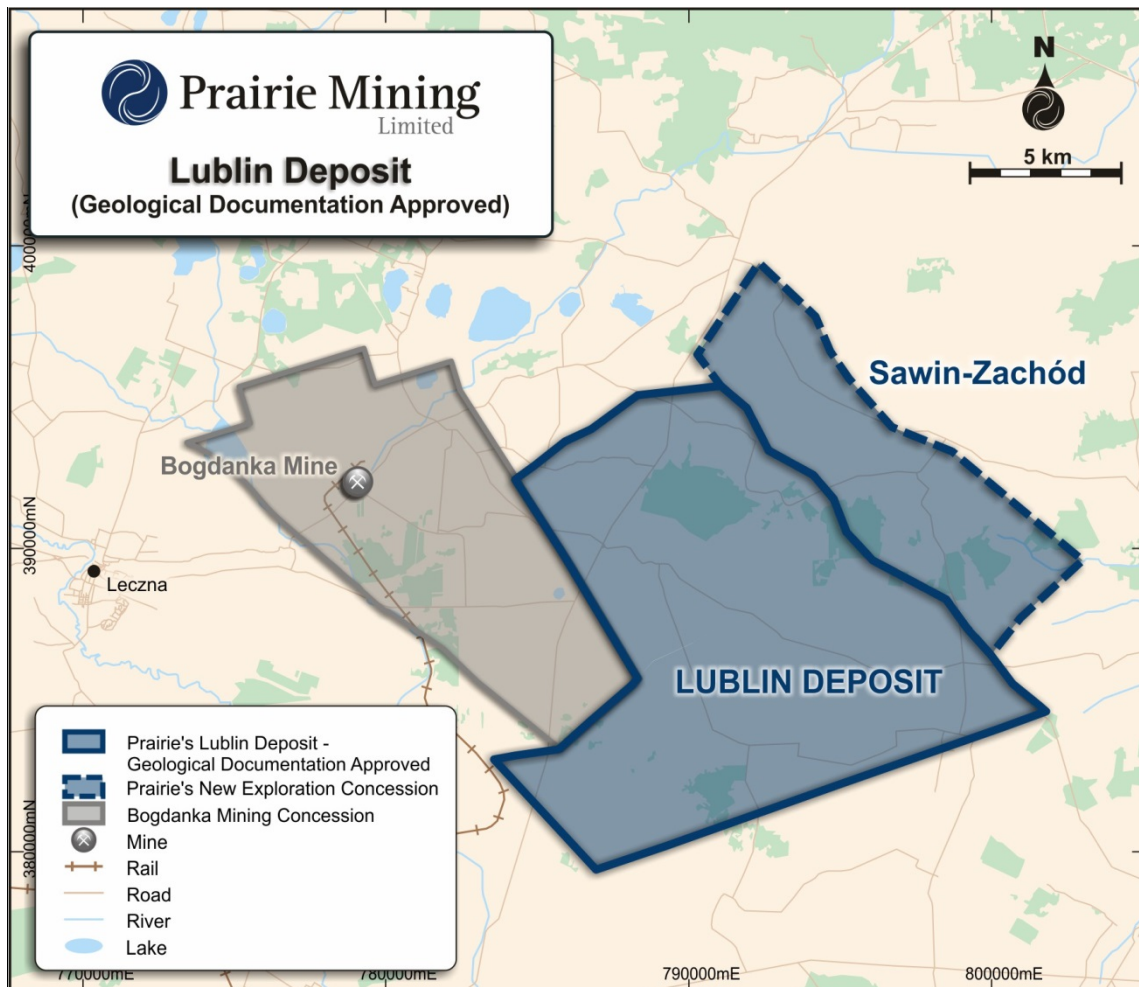 Prairie Mining
Limited
Lublin Deposit
(Geological Documentation Approved)
N
5 km
400000mN
Sawin-Zachód
Bogdanka Mine
390000mN
Leczna
LUBLIN DEPOSIT
380000mN
Prairie's Lublin Deposit -
Geological Documentation Approved
Prairie's New Exploration Concession
Bogdanka Mining Concession
Mine
Rail
Road
River
Lake
770000mE
780000mE
790000mE
800000mE